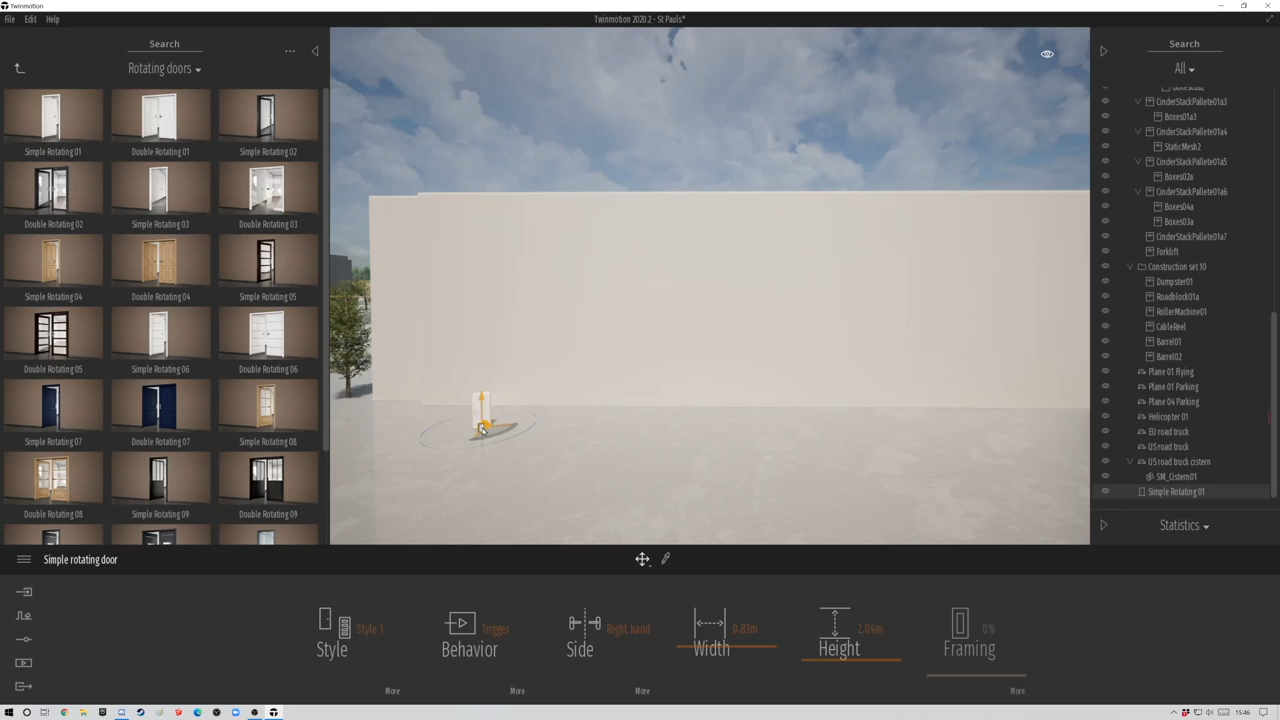 Twinmotion
File Edit Help
Twinmotion 2020.2 - St Pauls*
Search
Rotating doors
Simple Rotating 01
Double Rotating 01
Simple Rotating 02
Double Rotating 02
Simple Rotating 03
Double Rotating 03
Simple Rotating 04
Double Rotating 04
Simple Rotating 05
Double Rotating 05
Simple Rotating 06
Double Rotating 06
Simple Rotating 07
Double Rotating 07
Simple Rotating 08
Double Rotating 08
Simple Rotating 09
Double Rotating 09
Search
All
CinderStackPallete01a3
Boxes01a3
CinderStackPallete01a4
StaticMesh2
CinderStackPallete01a5
Boxes02a
CinderStackPallete01a6
Boxes04a
Boxes03a
CinderStackPallete01a7
Forklift
Construction set 10
Dumpster01
Roadblock01a
RollerMachine01
CableReel
Barrel01
Barrel02
Plane 01 Flying
Plane 01 Parking
Plane 04 Parking
Helicopter 01
EU road truck
US road truck
US road truck cistern
SM_Cistern01
Simple Rotating 01
Statistics
Simple rotating door
Style Style 1
Behavior Trigger
Side Right hand
Width 0.83m
Height 2.04m
Framing 0%
More
More
More
More
15:46